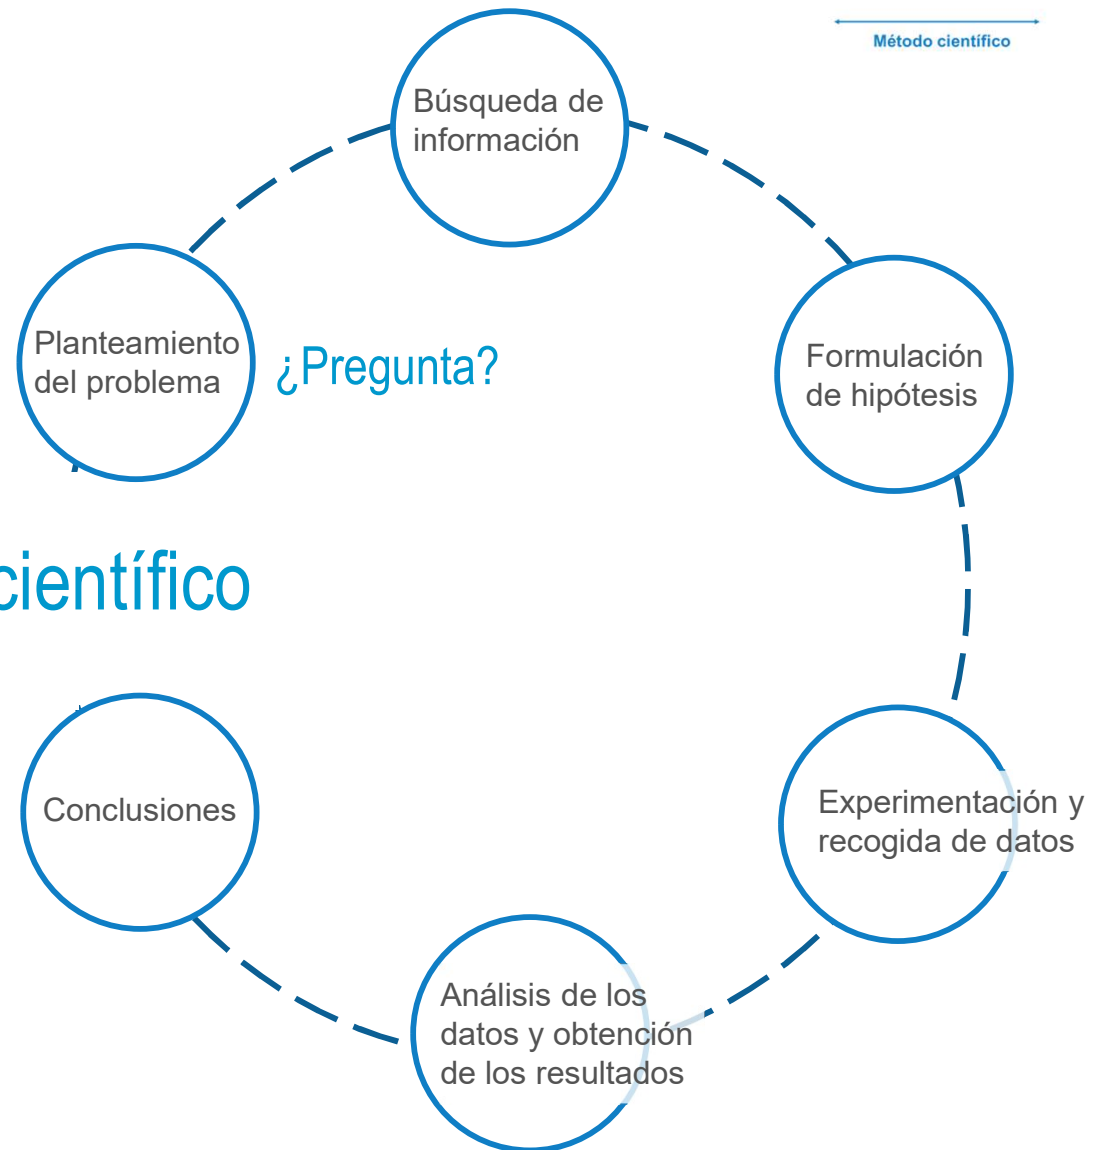 Método científico
Búsqueda de
información
Planteamiento
del problema
¿Pregunta?
Formulación
de hipótesis
científico
Conclusiones
Experimentación y
recogida de datos
Análisis de los
datos y obtención
de los resultados